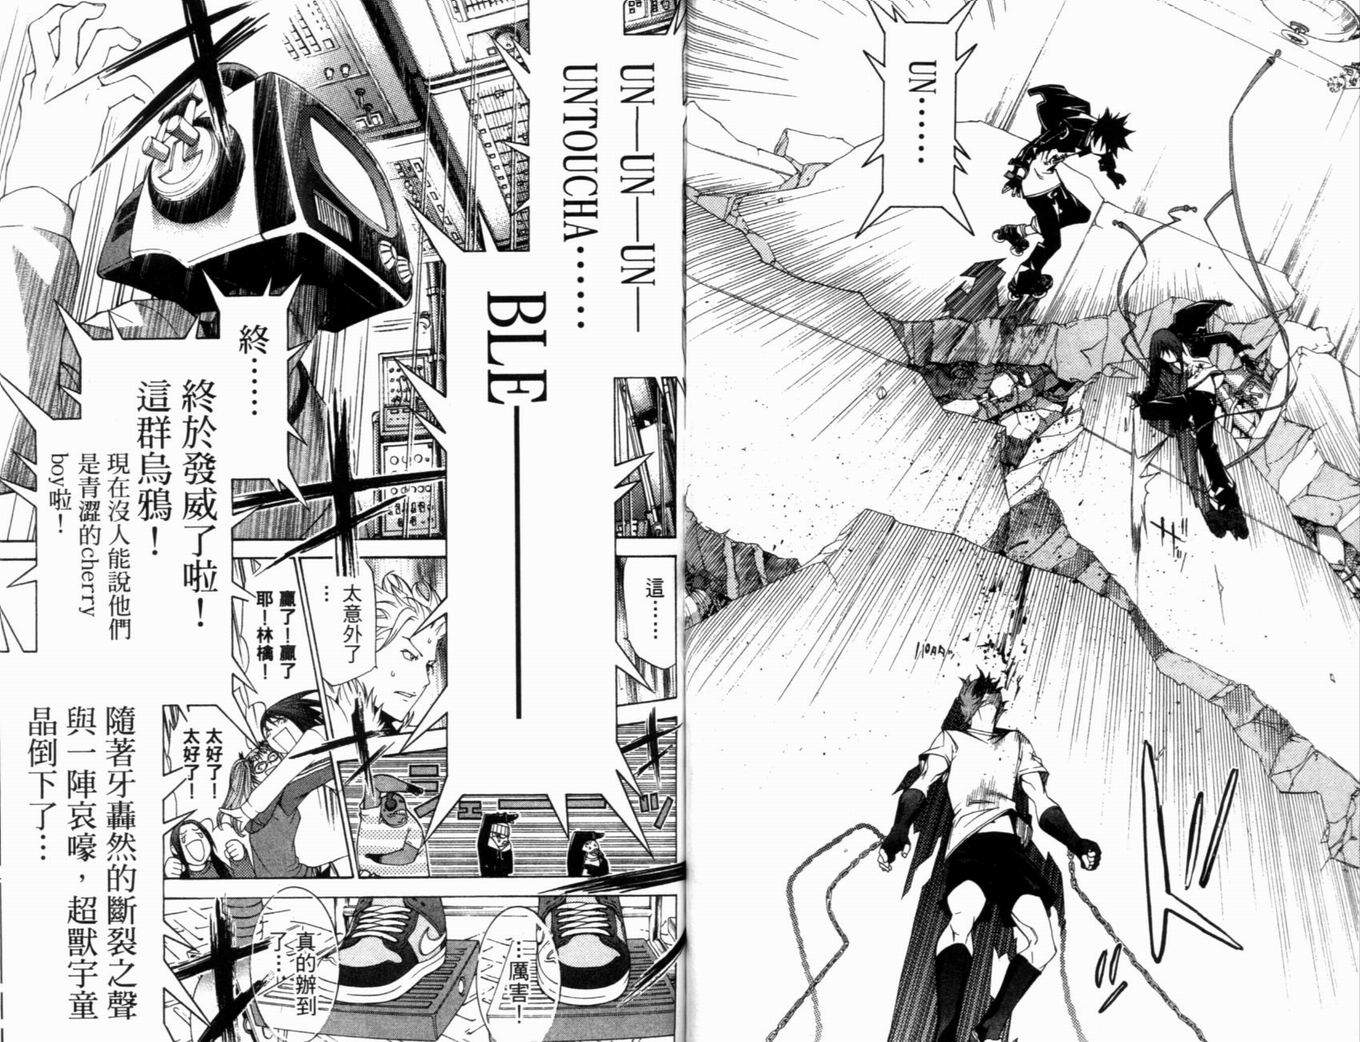 UN……
UN——UN——UN——
UNTOUCHA……
BLE——
終……
終於發威了啦！
這群烏鴉！
現在沒人能說他們
是青澀的cherry
boy啦！
這……
太意外了
…
贏了！贏了
耶！林檎！
太好了！
太好了！
隨著牙轟然的斷裂之聲
與一陣哀嚎，超獸宇童
晶倒下了…
…厲害！
真的辦到
了…